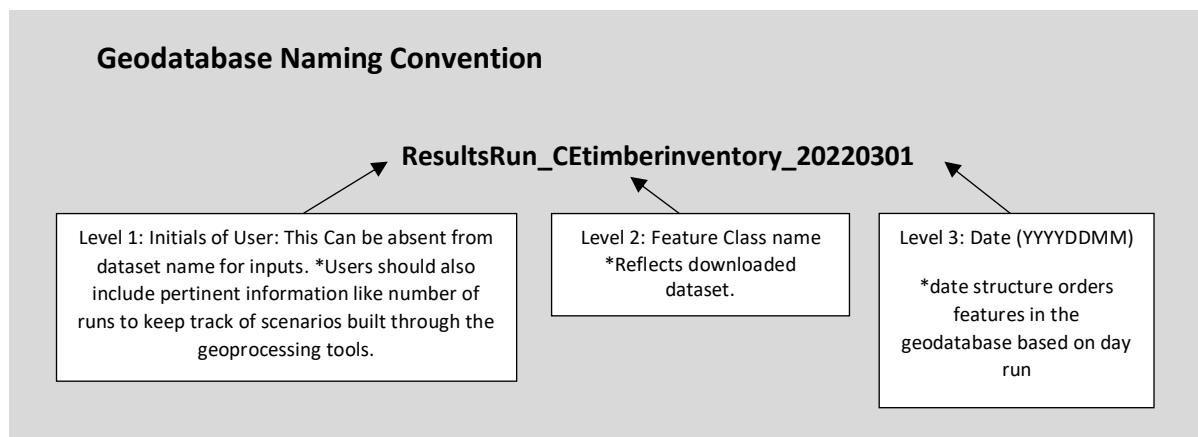 Geodatabase Naming Convention
ResultsRun_CEtimberinventory_20220301
Level 1: Initials of User: This Can be absent from
dataset name for inputs. *Users should also
include pertinent information like number of
runs to keep track of scenarios built through the
geoprocessing tools.
Level 2: Feature Class name
*Reflects downloaded
dataset.
Level 3: Date (YYYYDDMM)
*date structure orders
features in the
geodatabase based on day
run